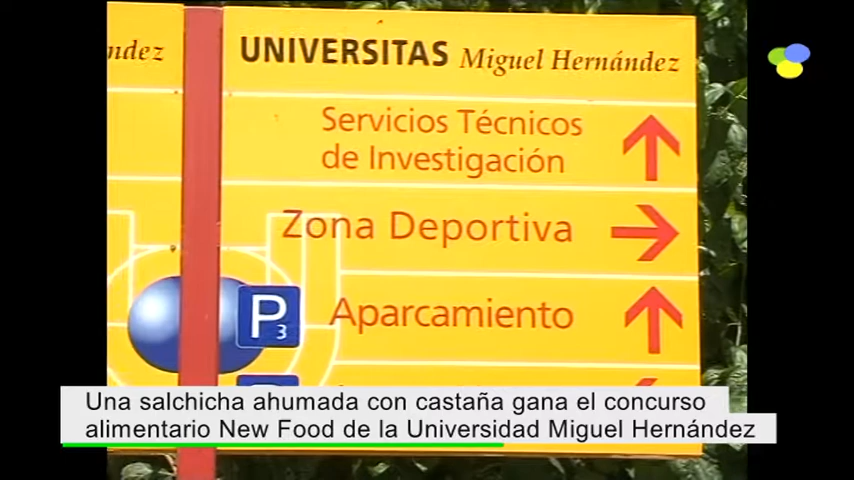 ndez
UNIVERSITAS Miguel Hernández
Servicios Técnicos
de Investigación
Zona Deportiva
P3 Aparcamiento
Una salchicha ahumada con castaña gana el concurso
alimentario New Food de la Universidad Miguel Hernández